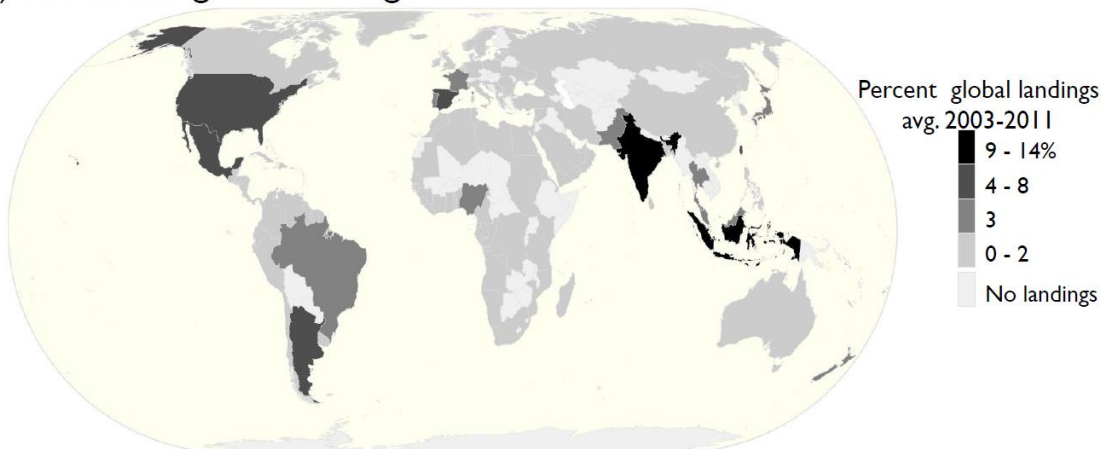 Percent global landings
avg. 2003-2011
9 - 14%
4 - 8
3
0 - 2
No landings